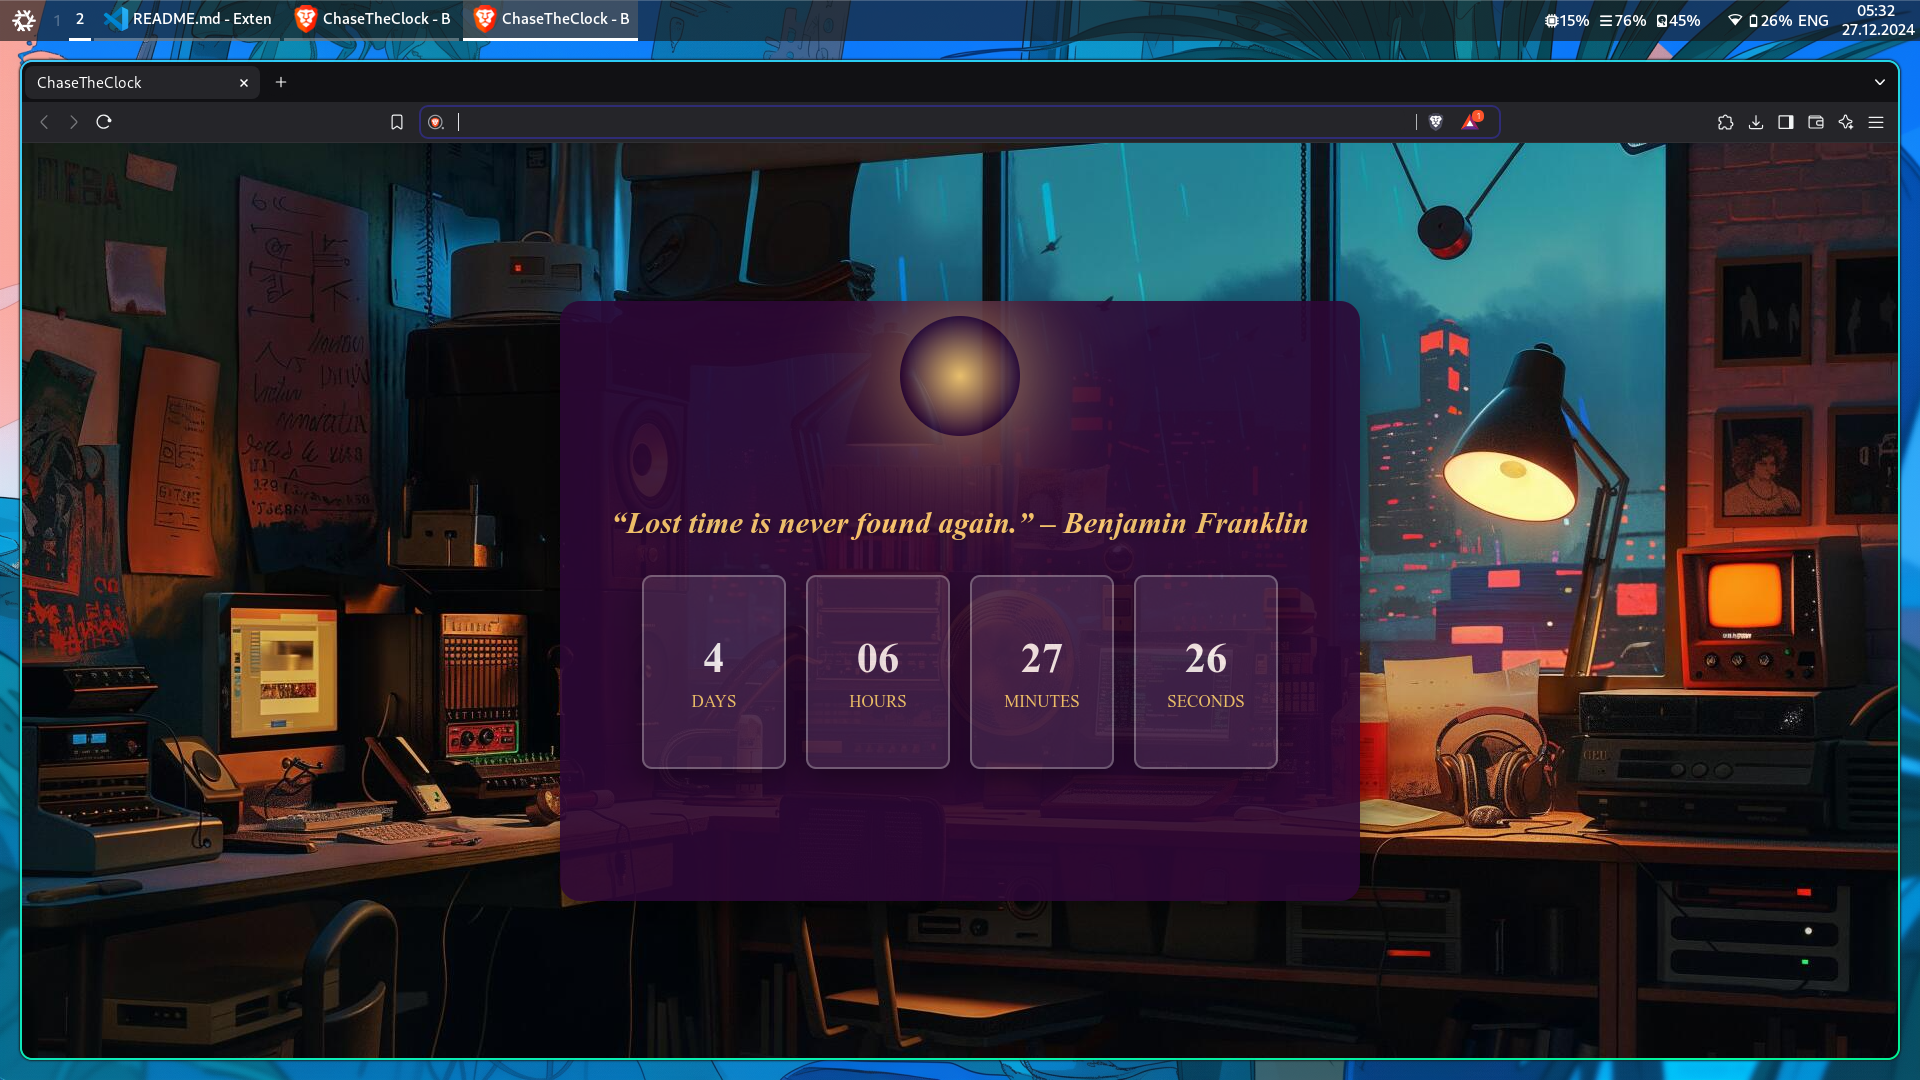 1 2 README.md - Exten ChaseTheClock - B ChaseTheClock - B 15% 76% 45% 26% ENG 05:32
27.12.2024
ChaseTheClock
1
“Lost time is never found again.” – Benjamin Franklin
4 06 27 26
DAYS HOURS MINUTES SECONDS